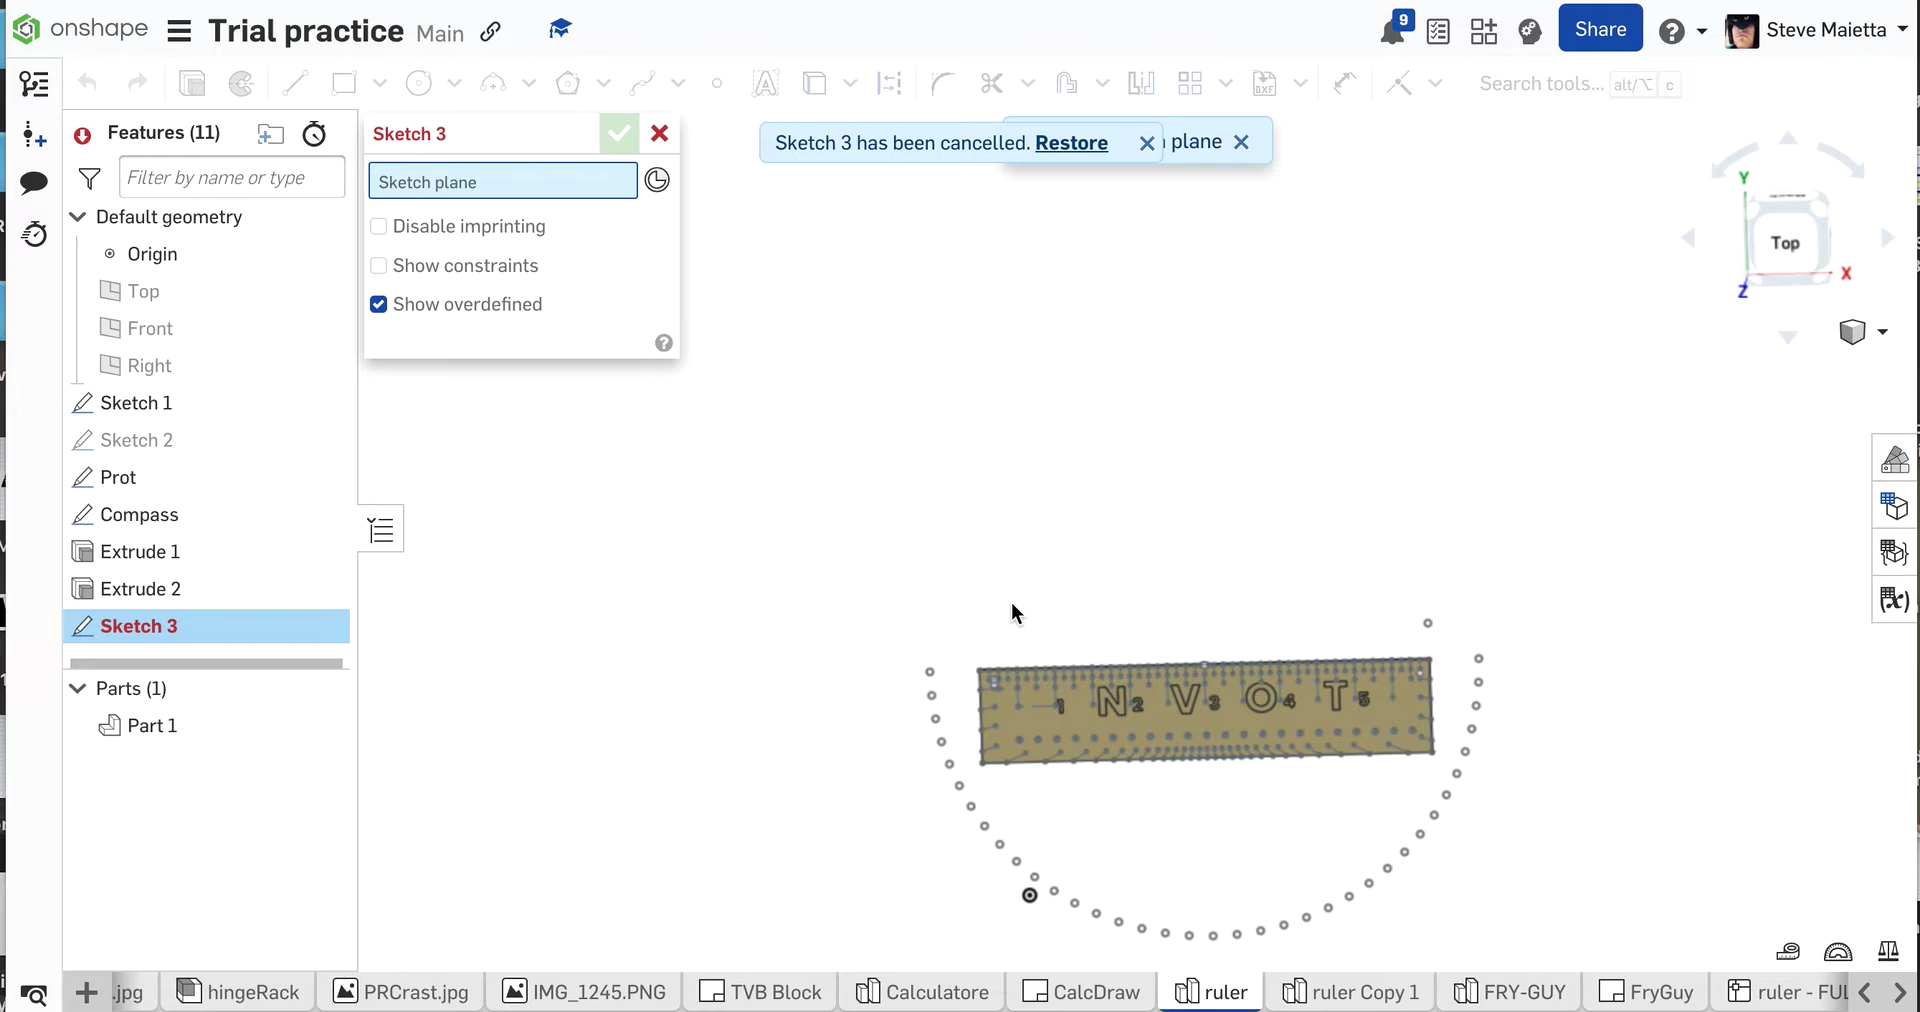 onshape
Trial practice Main
9
Share
Steve Maietta
Search tools... alt/⌥ c
Features (11)
Filter by name or type
Default geometry
Origin
Top
Front
Right
Sketch 1
Sketch 2
Prot
Compass
Extrude 1
Extrude 2
Sketch 3
Parts (1)
Part 1
Sketch 3
Sketch plane
Disable imprinting
Show constraints
Show overdefined
Sketch 3 has been cancelled. Restore
plane
Y
Top
X
Z
1 N 2 V 3 O 4 T 5
.jpg
hingeRack
PRCrast.jpg
IMG_1245.PNG
TVB Block
Calculatore
CalcDraw
ruler
ruler Copy 1
FRY-GUY
FryGuy
ruler - FUL